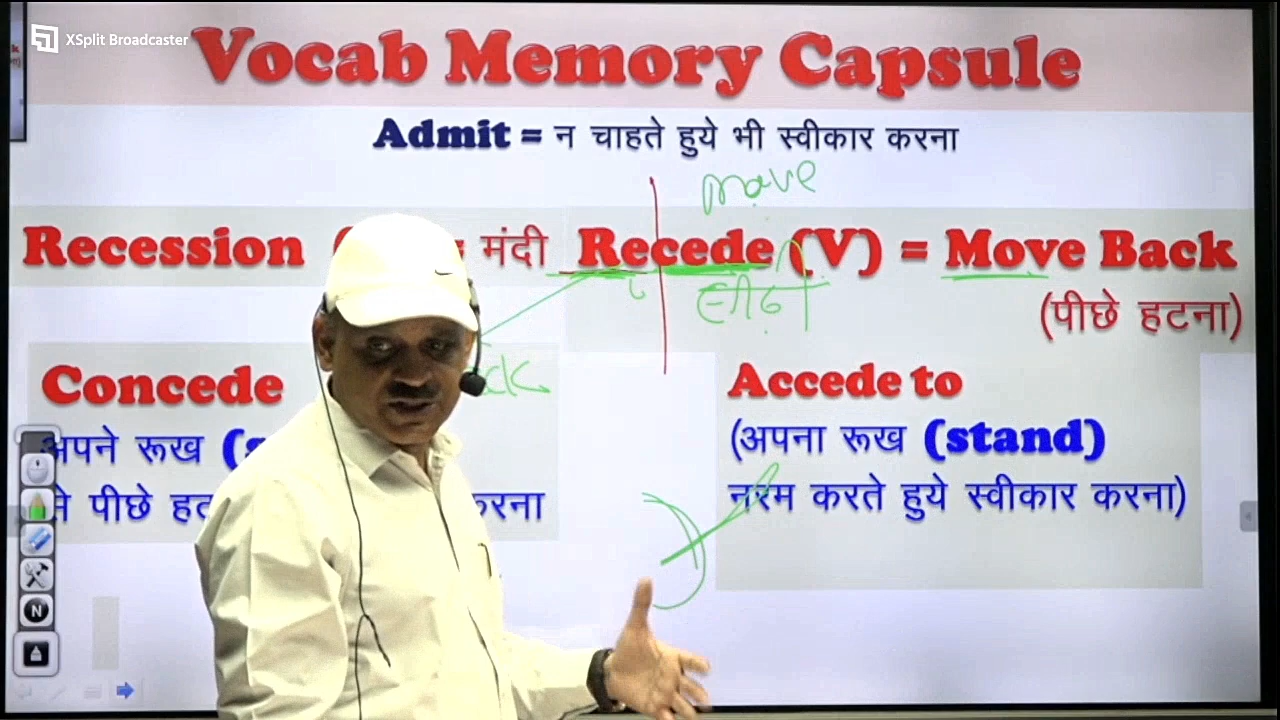 XSplit Broadcaster
Vocab Memory Capsule
Admit = न चाहते हुये भी स्वीकार करना
move
Recession ( = मंदी Recede (V) = Move Back
(पीछे हटना)
Concede
Accede to
अपने रूख (s
(अपना रूख (stand)
से पीछे हट करना
नरम करते हुये स्वीकार करना)
N